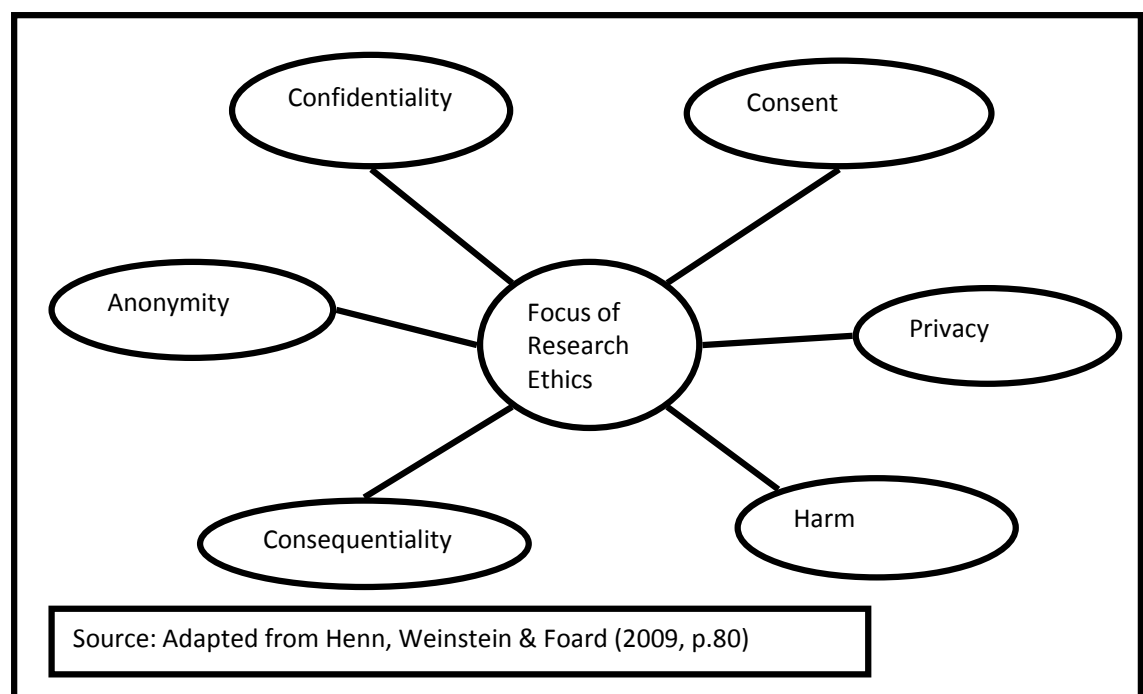 Confidentiality
Consent
Anonymity
Focus of
Research
Ethics
Privacy
Consequentiality
Harm
Source: Adapted from Henn, Weinstein & Foard (2009, p.80)